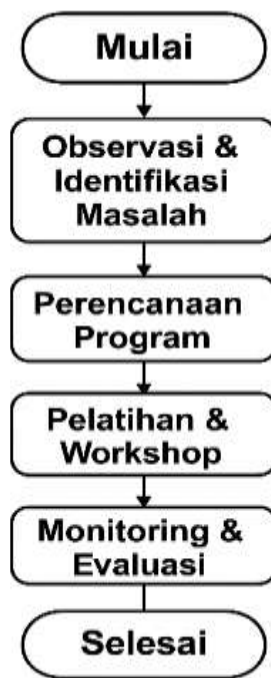 Mulai
Observasi &
Identifikasi
Masalah
Perencanaan
Program
Pelatihan &
Workshop
Monitoring &
Evaluasi
Selesai